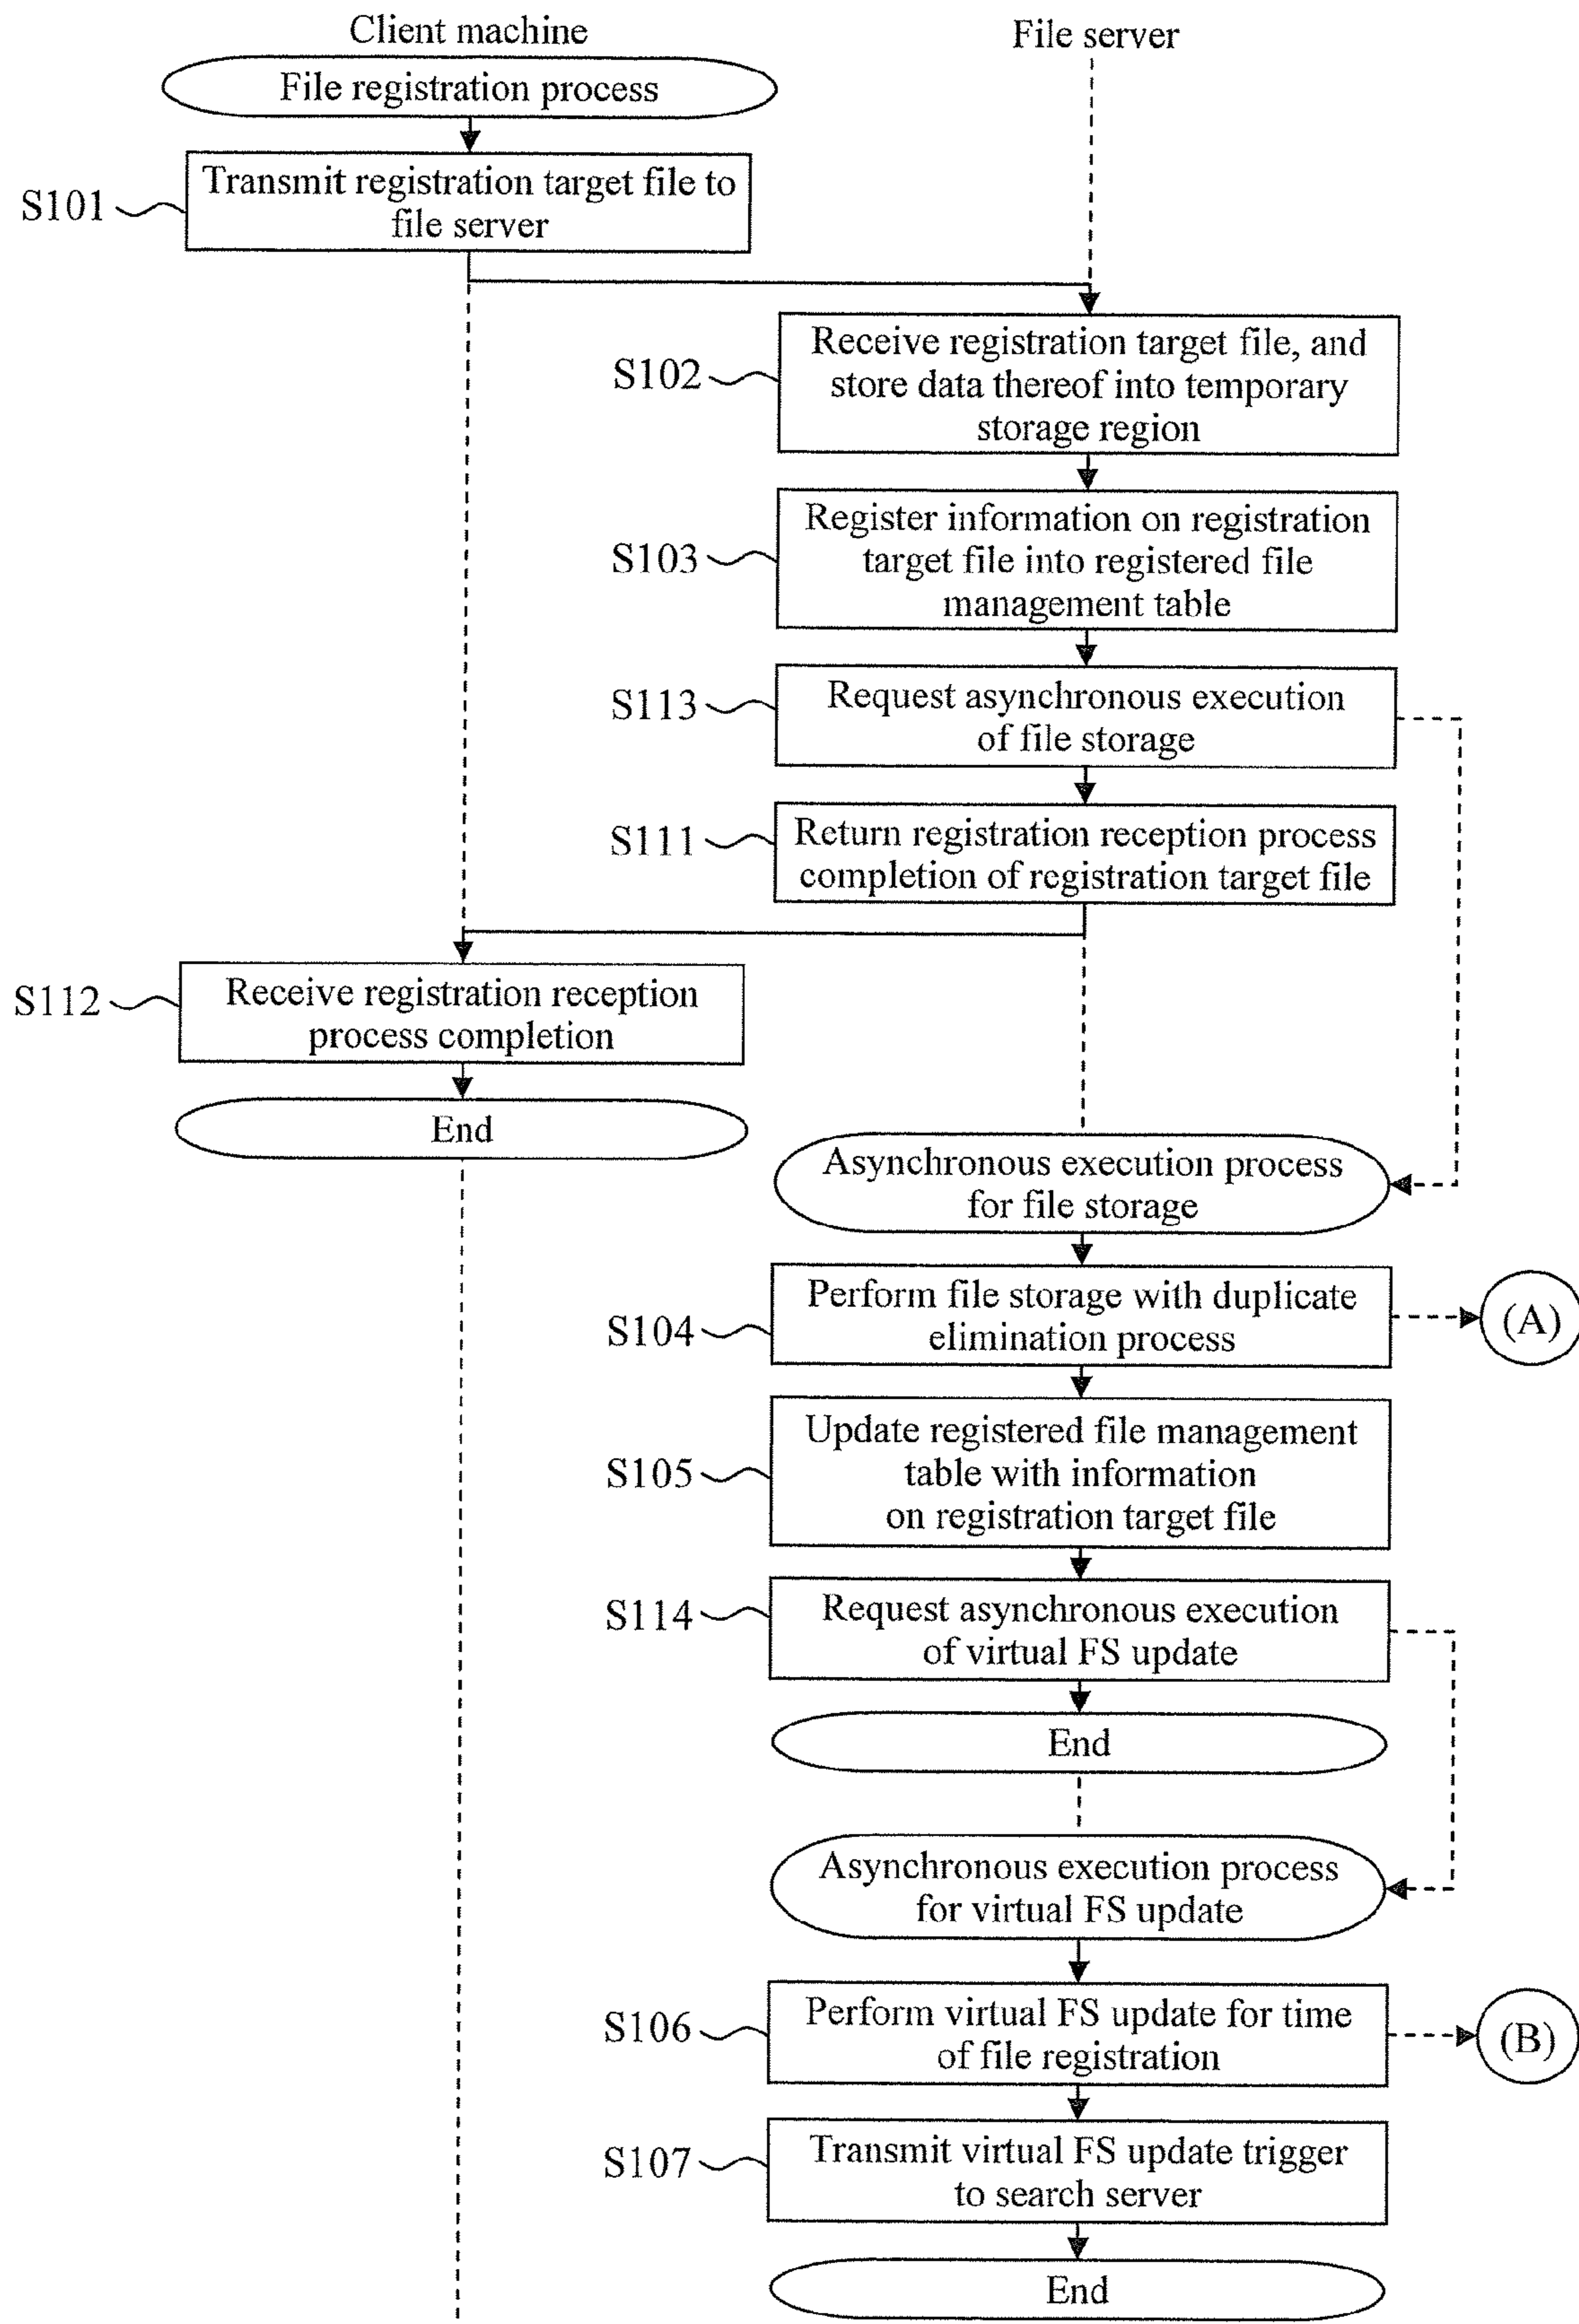 Client machine
File server
File registration process
S101
Transmit registration target file to
file server
S102
Receive registration target file, and
store data thereof into temporary
storage region
S103
Register information on registration
target file into registered file
management table
S113
Request asynchronous execution
of file storage
S111
Return registration reception process
completion of registration target file
S112
Receive registration reception
process completion
End
Asynchronous execution process
for file storage
S104
Perform file storage with duplicate
elimination process
(A)
S105
Update registered file management
table with information
on registration target file
S114
Request asynchronous execution
of virtual FS update
End
Asynchronous execution process
for virtual FS update
S106
Perform virtual FS update for time
of file registration
(B)
S107
Transmit virtual FS update trigger
to search server
End